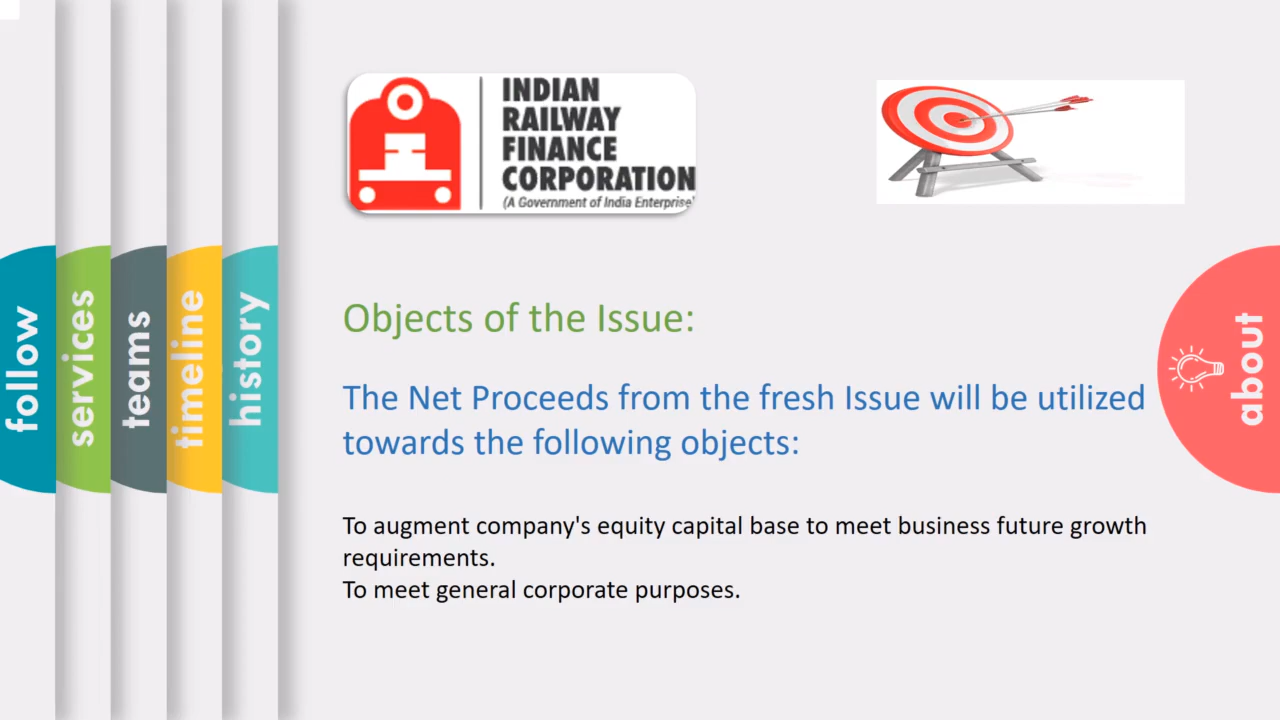 INDIAN
RAILWAY
FINANCE
CORPORATION
(A Government of India Enterprise)
follow
services
teams
timeline
history
Objects of the Issue:
The Net Proceeds from the fresh Issue will be utilized
towards the following objects:
To augment company's equity capital base to meet business future growth
requirements.
To meet general corporate purposes.
about